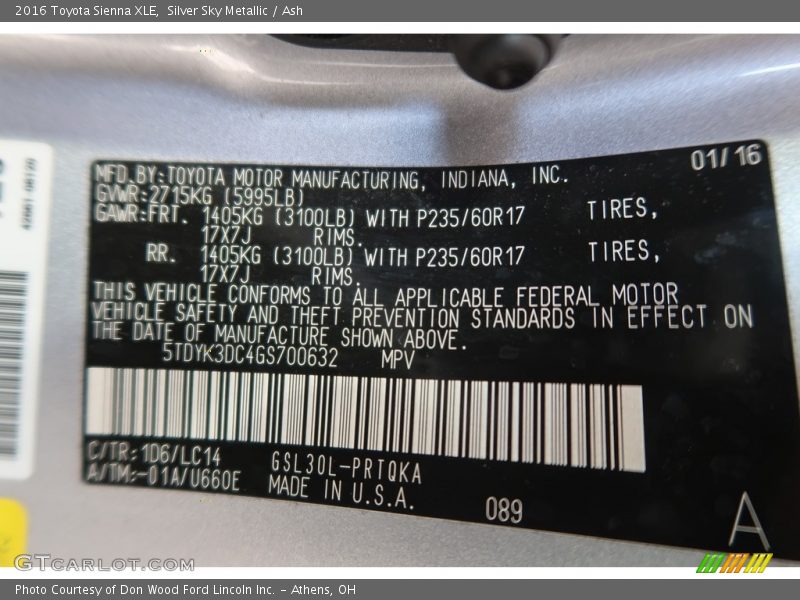 2016 Toyota Sienna XLE,  Silver Sky Metallic / Ash
01/16
MFD.BY:TOYOTA MOTOR MANUFACTURING, INDIANA, INC.
GVWR:2715KG (5995LB)
GAWR:FRT. 1405KG (3100LB) WITH P235/60R17 TIRES,
17X7J RIMS.
RR. 1405KG (3100LB) WITH P235/60R17 TIRES,
17X7J RIMS.
THIS VEHICLE CONFORMS TO ALL APPLICABLE FEDERAL MOTOR
VEHICLE SAFETY AND THEFT PREVENTION STANDARDS IN EFFECT ON
THE DATE OF MANUFACTURE SHOWN ABOVE.
5TDYK3DC4GS700632 MPV
C/TR:1D6/LC14 GSL30L-PRTQKA
A/TM:-01A/U660E MADE IN U.S.A.
089
A
GTCARLOT.COM
Photo Courtesy of Don Wood Ford Lincoln Inc. - Athens, OH